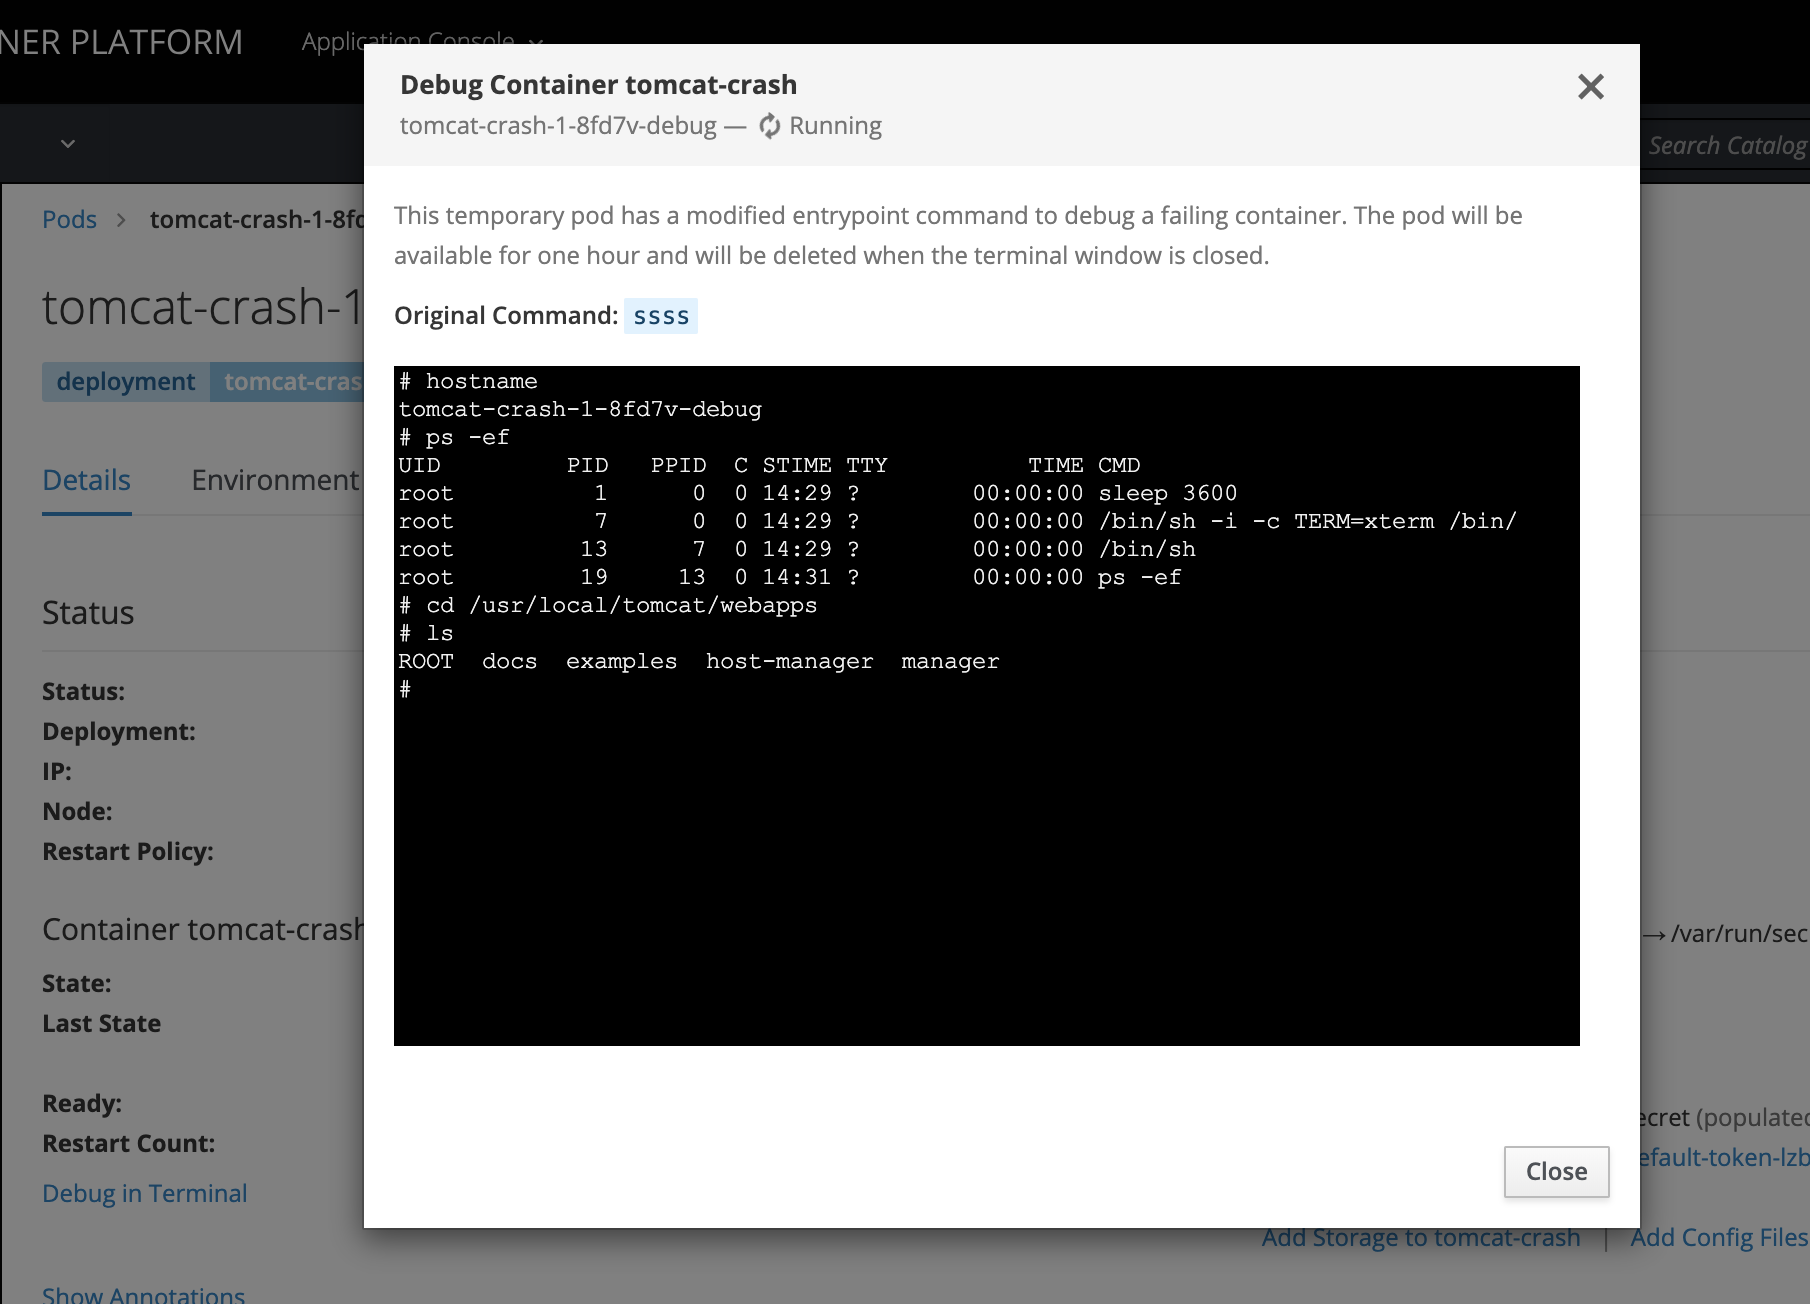 NER PLATFORM
Application Console
Search Catalog
Pods > tomcat-crash-1-8fd
tomcat-crash-1
deployment tomcat-cras
Details Environment
Status
Status:
Deployment:
IP:
Node:
Restart Policy:
Container tomcat-crash
State:
Last State
Ready:
Restart Count:
Debug in Terminal
Show Annotations
Debug Container tomcat-crash
tomcat-crash-1-8fd7v-debug — Running
This temporary pod has a modified entrypoint command to debug a failing container. The pod will be
available for one hour and will be deleted when the terminal window is closed.
Original Command: ssss
# hostname
tomcat-crash-1-8fd7v-debug
# ps -ef
UID          PID   PPID  C STIME TTY          TIME CMD
root           1      0  0 14:29 ?        00:00:00 sleep 3600
root           7      0  0 14:29 ?        00:00:00 /bin/sh -i -c TERM=xterm /bin/
root          13      7  0 14:29 ?        00:00:00 /bin/sh
root          19     13  0 14:31 ?        00:00:00 ps -ef
# cd /usr/local/tomcat/webapps
# ls
ROOT  docs  examples  host-manager  manager
#
Close
→/var/run/sec
ecret (populated
efault-token-lzb
Add Storage to tomcat-crash | Add Config Files